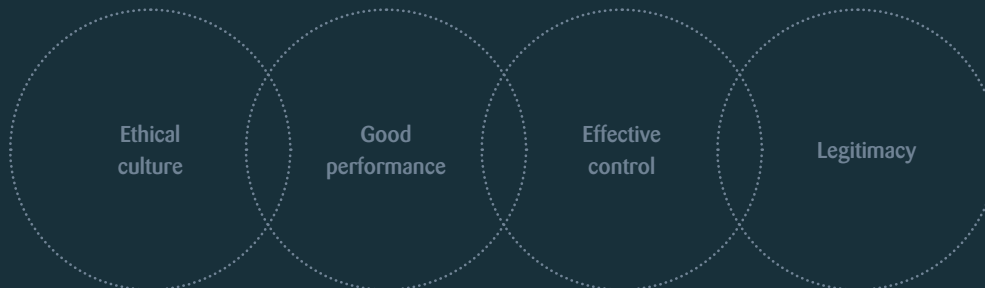 Ethical
culture
Good
performance
Effective
control
Legitimacy